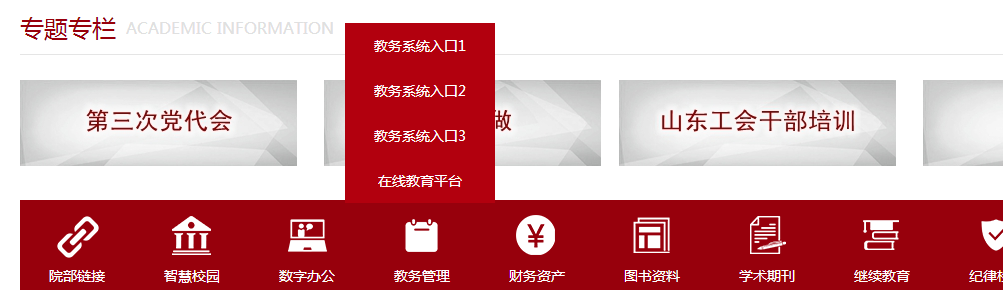 专题专栏 ACADEMIC INFORMATION
教务系统入口1
教务系统入口2
教务系统入口3
在线教育平台
第三次党代会
做
山东工会干部培训
院部链接
智慧校园
数字办公
教务管理
财务资产
图书资料
学术期刊
继续教育
纪律